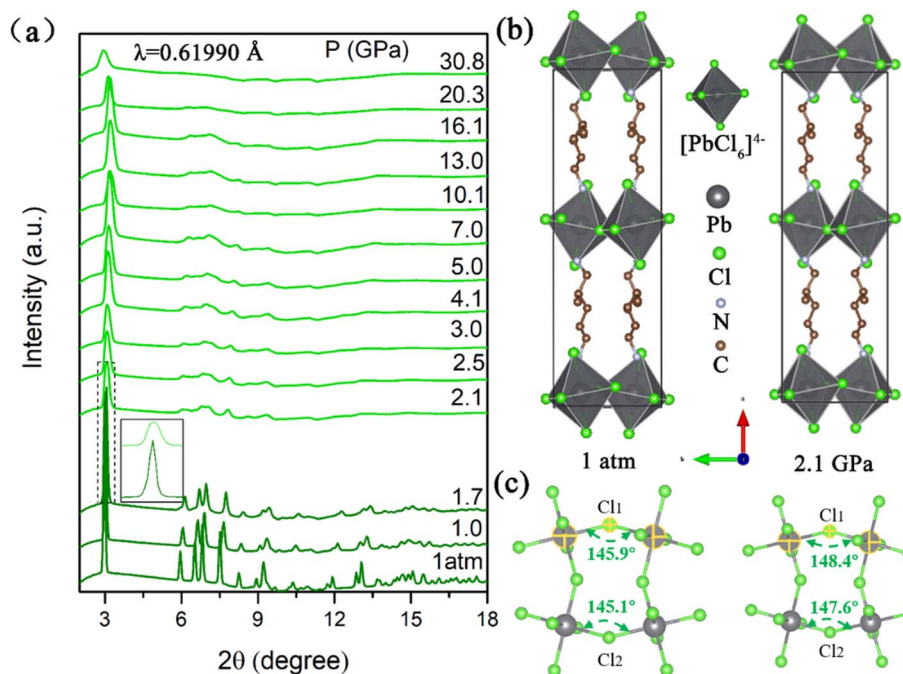 (a)
λ=0.61990 Å P (GPa)
30.8
20.3
16.1
13.0
10.1
7.0
5.0
4.1
3.0
2.5
2.1
1.7
1.0
1atm
Intensity (a.u.)
3 6 9 12 15 18
2θ (degree)
(b)
[PbCl6]4-
Pb
Cl
N
C
a
b
1 atm
2.1 GPa
(c)
Cl1
145.9°
145.1°
Cl2
Cl1
148.4°
147.6°
Cl2